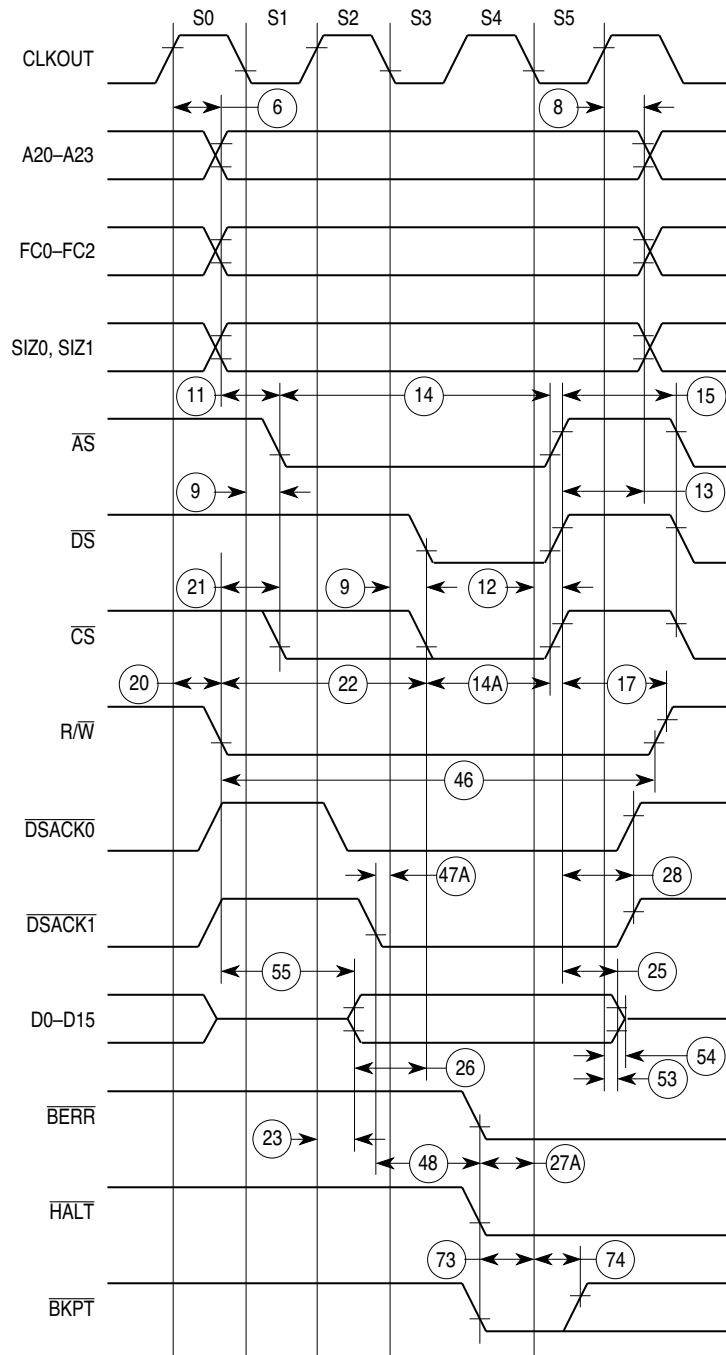 S0 S1 S2 S3 S4 S5
CLKOUT
6 8
A20–A23
FC0–FC2
SIZ0, SIZ1
11 14 15
AS
9 13
DS
21 9 12
CS
20 22 14A 17
R/W
46
DSACK0
47A 28
DSACK1
55 25
D0–D15
54
26 53
BERR
23 48 27A
HALT
73 74
BKPT